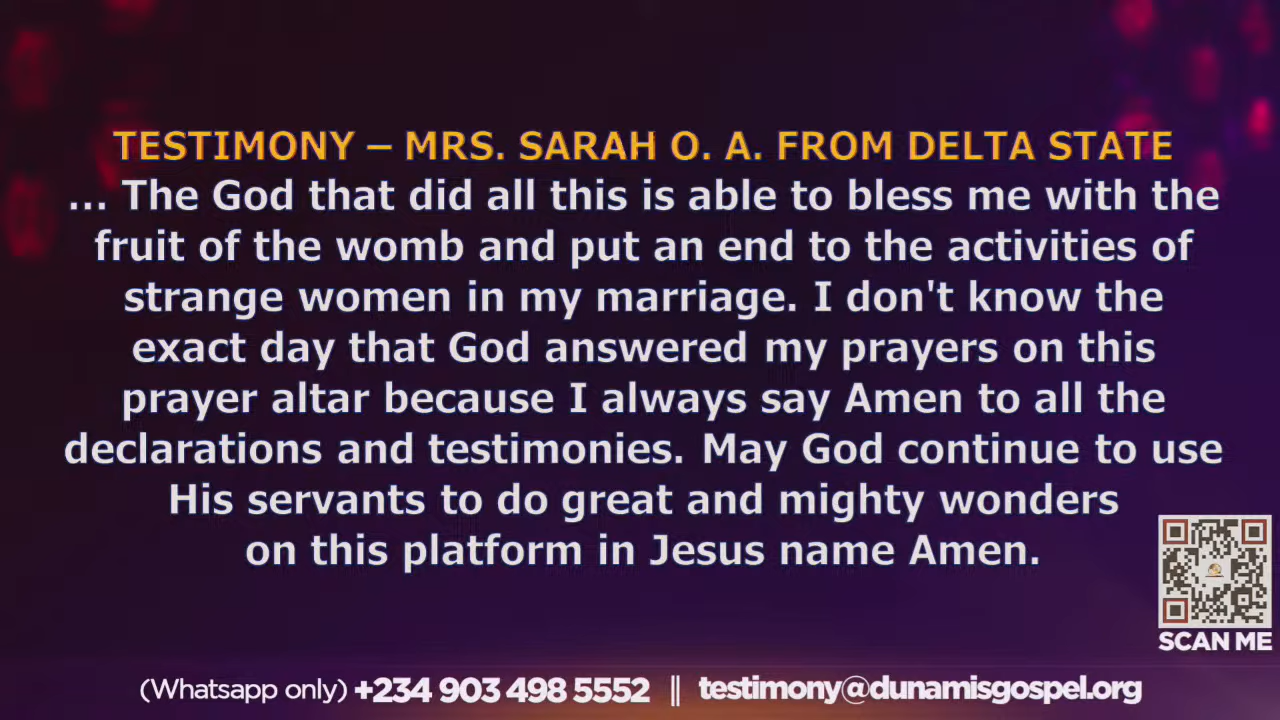 TESTIMONY – MRS. SARAH O. A. FROM DELTA STATE
... The God that did all this is able to bless me with the
fruit of the womb and put an end to the activities of
strange women in my marriage. I don't know the
exact day that God answered my prayers on this
prayer altar because I always say Amen to all the
declarations and testimonies. May God continue to use
His servants to do great and mighty wonders
on this platform in Jesus name Amen.
SCAN ME
(Whatsapp only) +234 903 498 5552 || testimony@dunamisgospel.org